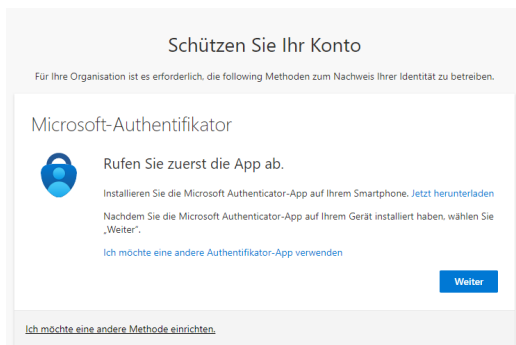 Schützen Sie Ihr Konto
Für Ihre Organisation ist es erforderlich, die following Methoden zum Nachweis Ihrer Identität zu betreiben.
Microsoft-Authentifikator
Rufen Sie zuerst die App ab.
Installieren Sie die Microsoft Authenticator-App auf Ihrem Smartphone. Jetzt herunterladen
Nachdem Sie die Microsoft Authenticator-App auf Ihrem Gerät installiert haben, wählen Sie
„Weiter“.
Ich möchte eine andere Authentifikator-App verwenden
Weiter
Ich möchte eine andere Methode einrichten.